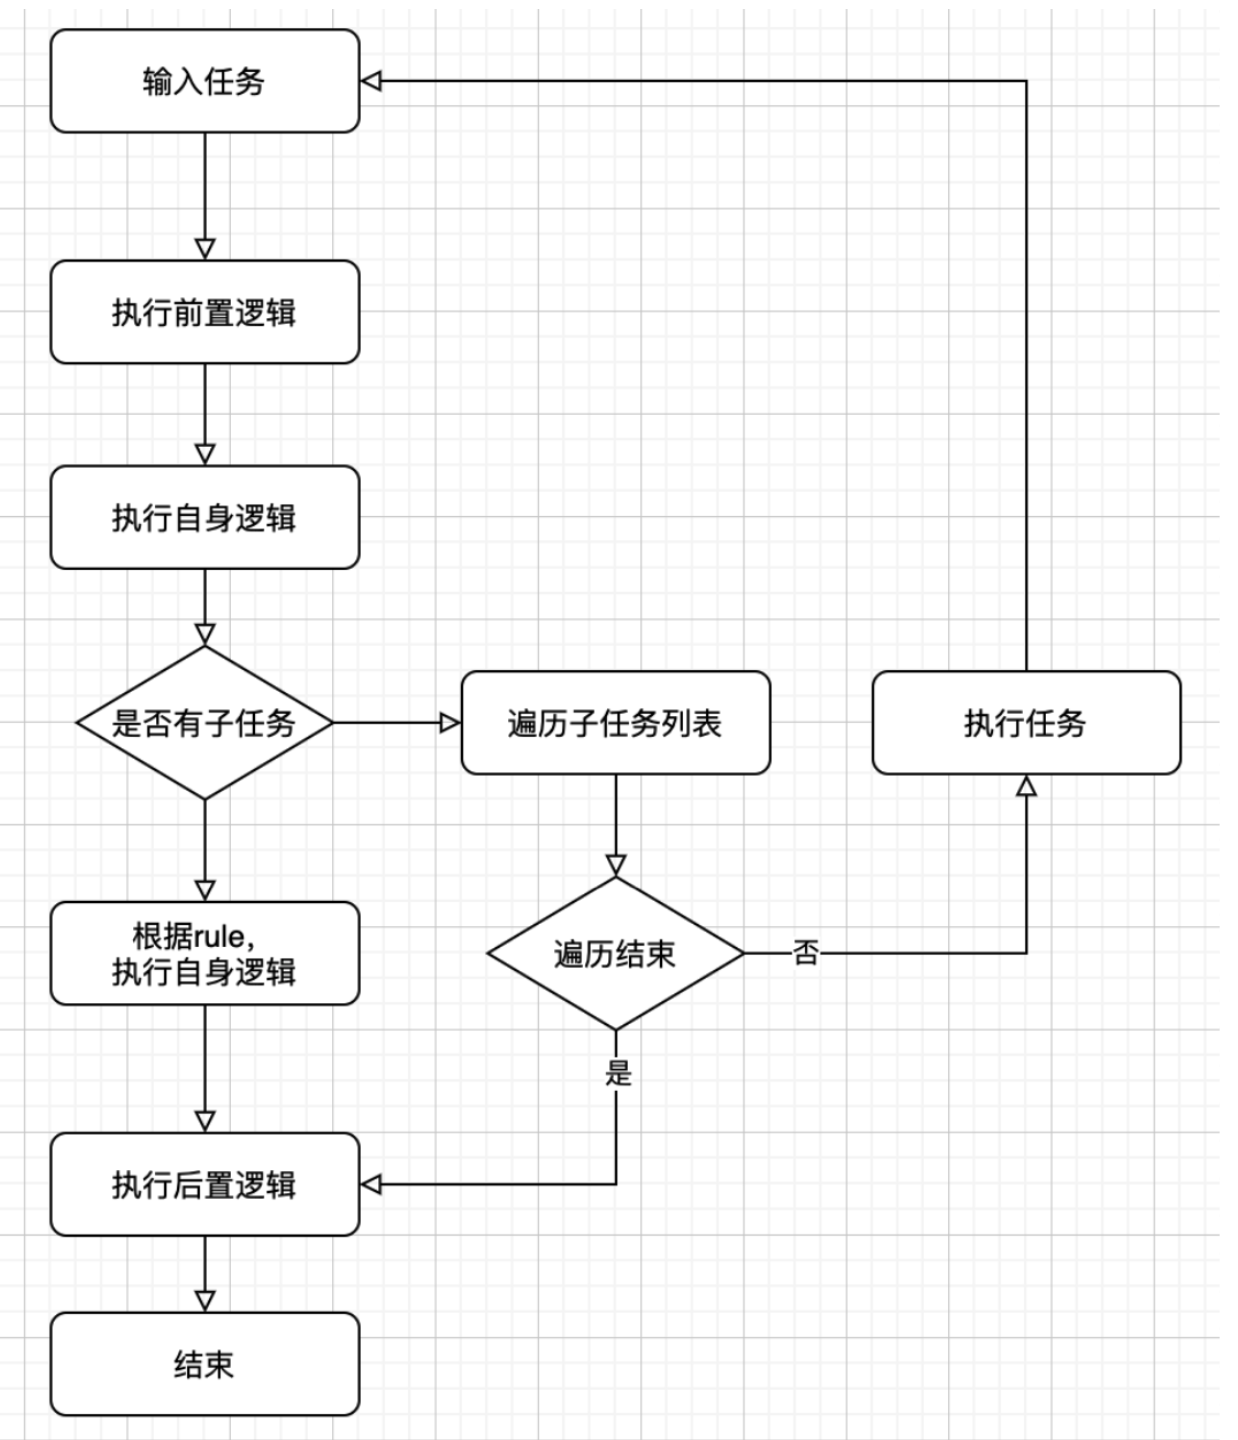 输入任务
执行前置逻辑
执行自身逻辑
是否有子任务
遍历子任务列表
执行任务
根据rule，
执行自身逻辑
遍历结束
否
是
执行后置逻辑
结束